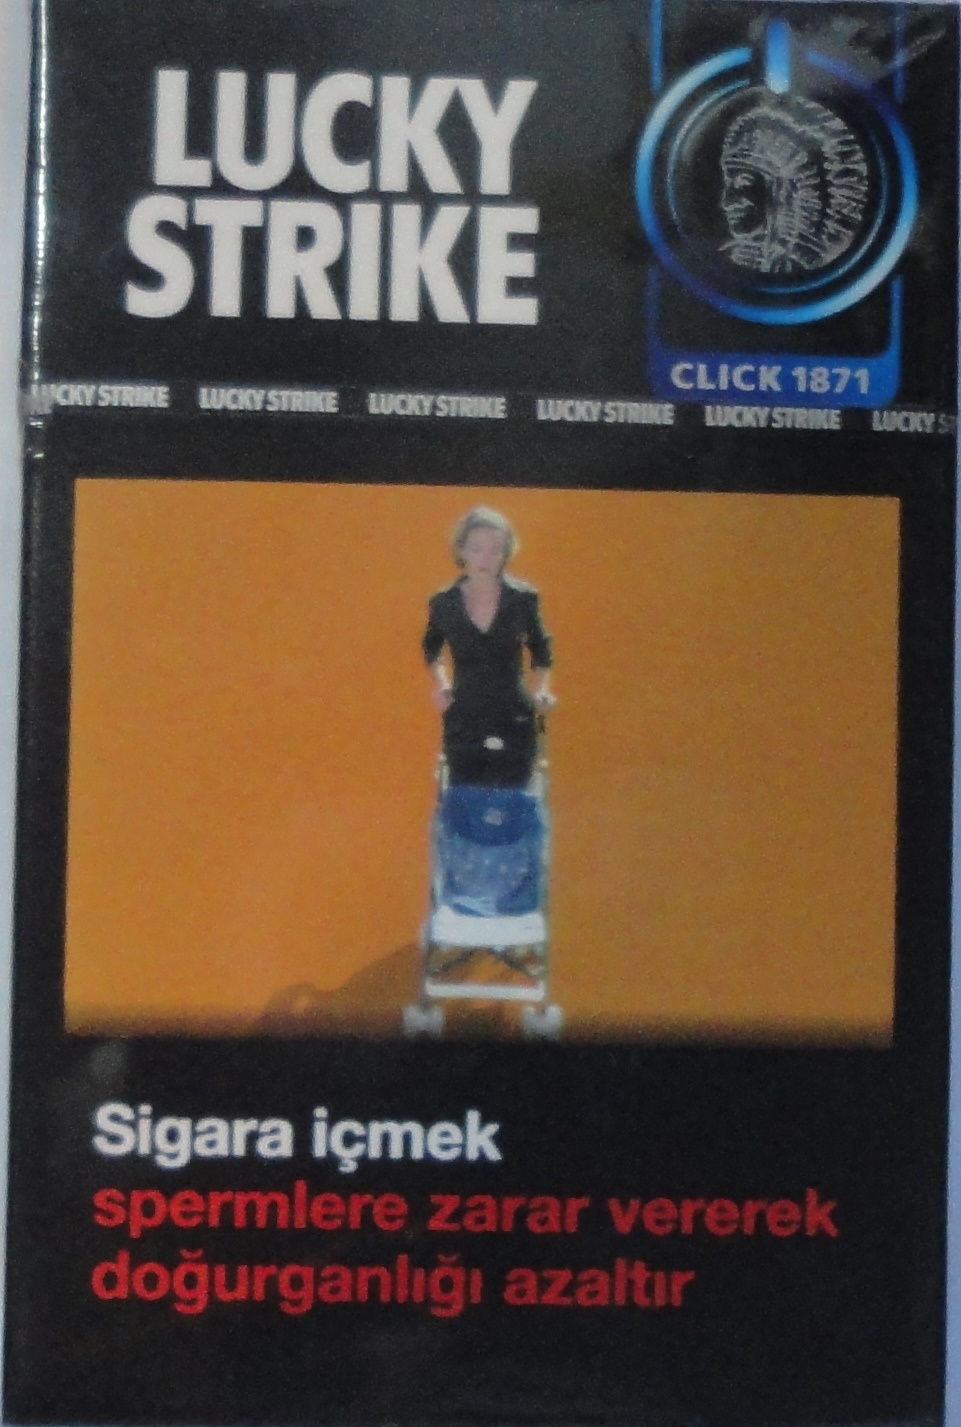 LUCKY
STRIKE
CLICK 1871
LUCKY STRIKE LUCKY STRIKE LUCKY STRIKE LUCKY STRIKE LUCKY STRIKE LUCKY
Sigara içmek
spermlere zarar vererek
doğurganlığı azaltır